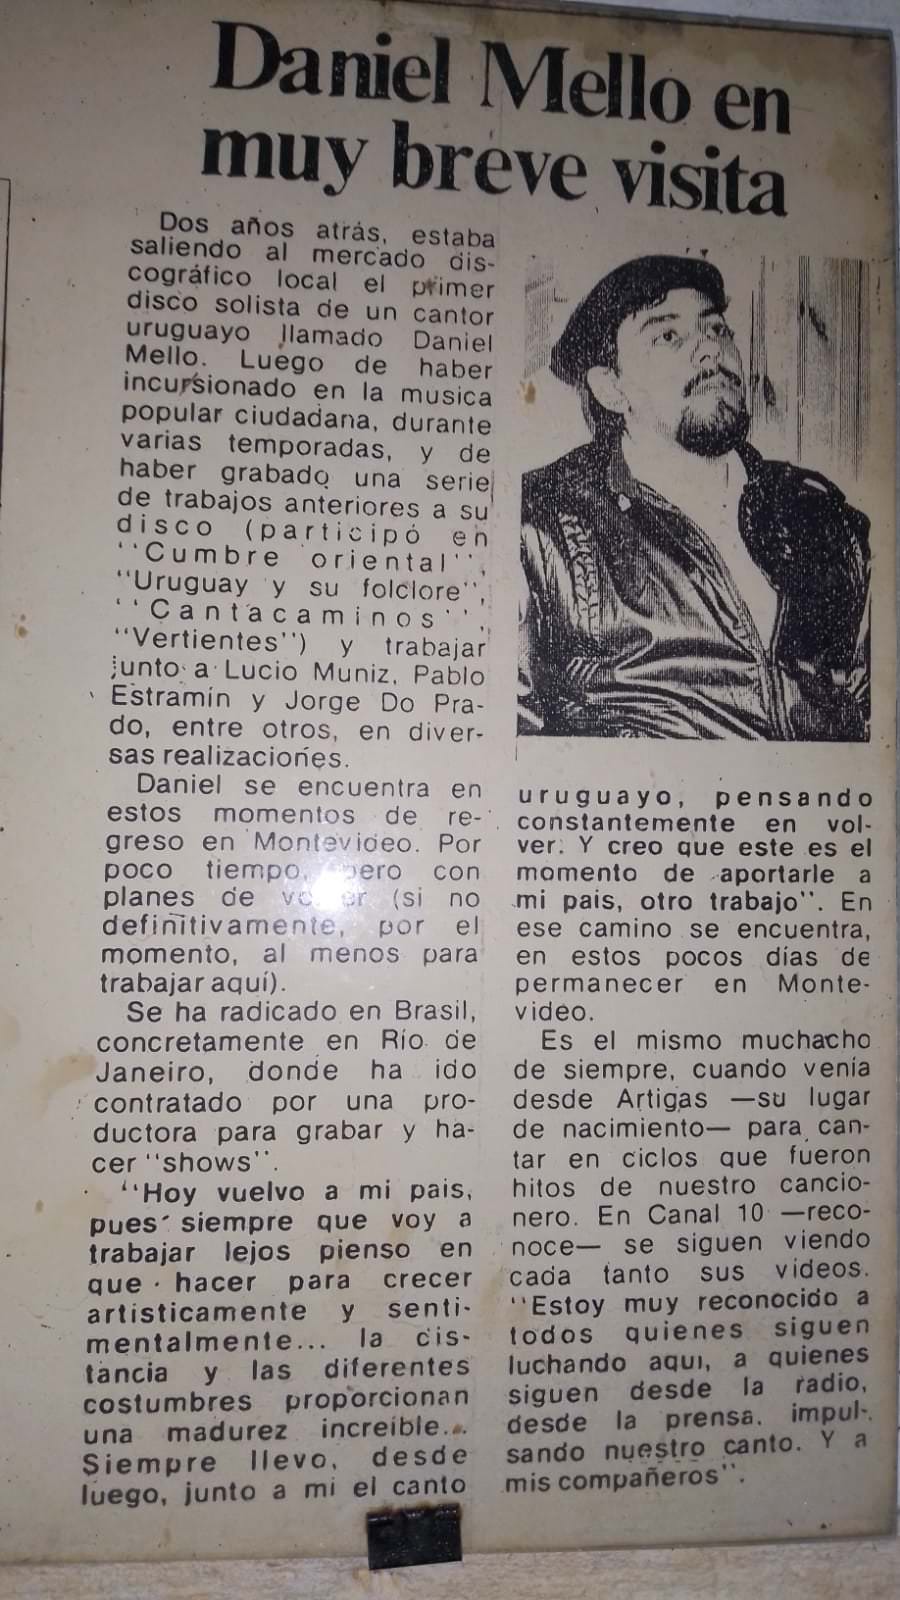 Daniel Mello en
muy breve visita
Dos años atrás, estaba
saliendo al mercado dis-
cográfico local el primer
disco solista de un cantor
uruguayo llamado Daniel
Mello. Luego de haber
incursionado en la musica
popular ciudadana, durante
varias temporadas, y de
haber grabado una serie
de trabajos anteriores a su
disco (participó en
"Cumbre oriental",
"Uruguay y su folclore",
"Cantacaminos",
"Vertientes") y trabajar
junto a Lucio Muniz, Pablo
Estramín y Jorge Do Pra-
do, entre otros, en diver-
sas realizaciones.
Daniel se encuentra en
estos momentos de re-
greso en Montevideo. Por
poco tiempo, pero con
planes de volver (si no
definitivamente, por el
momento, al menos para
trabajar aquí).
Se ha radicado en Brasil,
concretamente en Río de
Janeiro, donde ha ido
contratado por una pro-
ductora para grabar y ha-
cer "shows".
"Hoy vuelvo a mi pais,
pues siempre que voy a
trabajar lejos pienso en
que hacer para crecer
artisticamente y senti-
mentalmente... la dis-
tancia y las diferentes
costumbres proporcionan
una madurez increíble...
Siempre llevo, desde
luego, junto a mi el canto
uruguayo, pensando
constantemente en vol-
ver. Y creo que este es el
momento de aportarle a
mi pais, otro trabajo". En
ese camino se encuentra,
en estos pocos días de
permanecer en Monte-
video.
Es el mismo muchacho
de siempre, cuando venía
desde Artigas —su lugar
de nacimiento— para can-
tar en ciclos que fueron
hitos de nuestro cancio-
nero. En Canal 10 —reco-
noce— se siguen viendo
cada tanto sus videos.
"Estoy muy reconocido a
todos quienes siguen
luchando aquí, a quienes
siguen desde la radio,
desde la prensa, impul-
sando nuestro canto. Y a
mis compañeros".